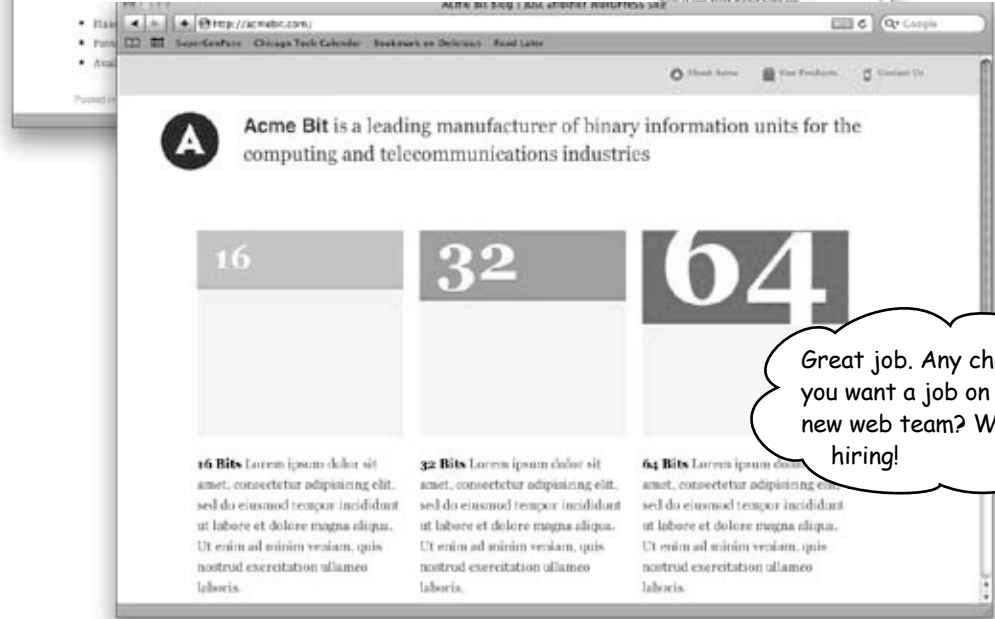 Acme Bit Blog | Just another WordPress site
http://acmebit.com/
Google
SuperGenPass Chicago Tech Calendar Bookmark on Delicious Read Later
Posted in
About Acme Our Products Contact Us
A
Acme Bit is a leading manufacturer of binary information units for the
computing and telecommunications industries
16
32
64
16 Bits Lorem ipsum dolor sit
amet, consectetur adipisicing elit,
sed do eiusmod tempor incididunt
ut labore et dolore magna aliqua.
Ut enim ad minim veniam, quis
nostrud exercitation ullamco
laboris.
32 Bits Lorem ipsum dolor sit
amet, consectetur adipisicing elit,
sed do eiusmod tempor incididunt
ut labore et dolore magna aliqua.
Ut enim ad minim veniam, quis
nostrud exercitation ullamco
laboris.
64 Bits Lorem ipsum
amet, consectetur adipisicing elit,
sed do eiusmod tempor incididunt
ut labore et dolore magna aliqua.
Ut enim ad minim veniam, quis
nostrud exercitation ullamco
laboris.
Great job. Any
you want a job on
new web team?
hiring!